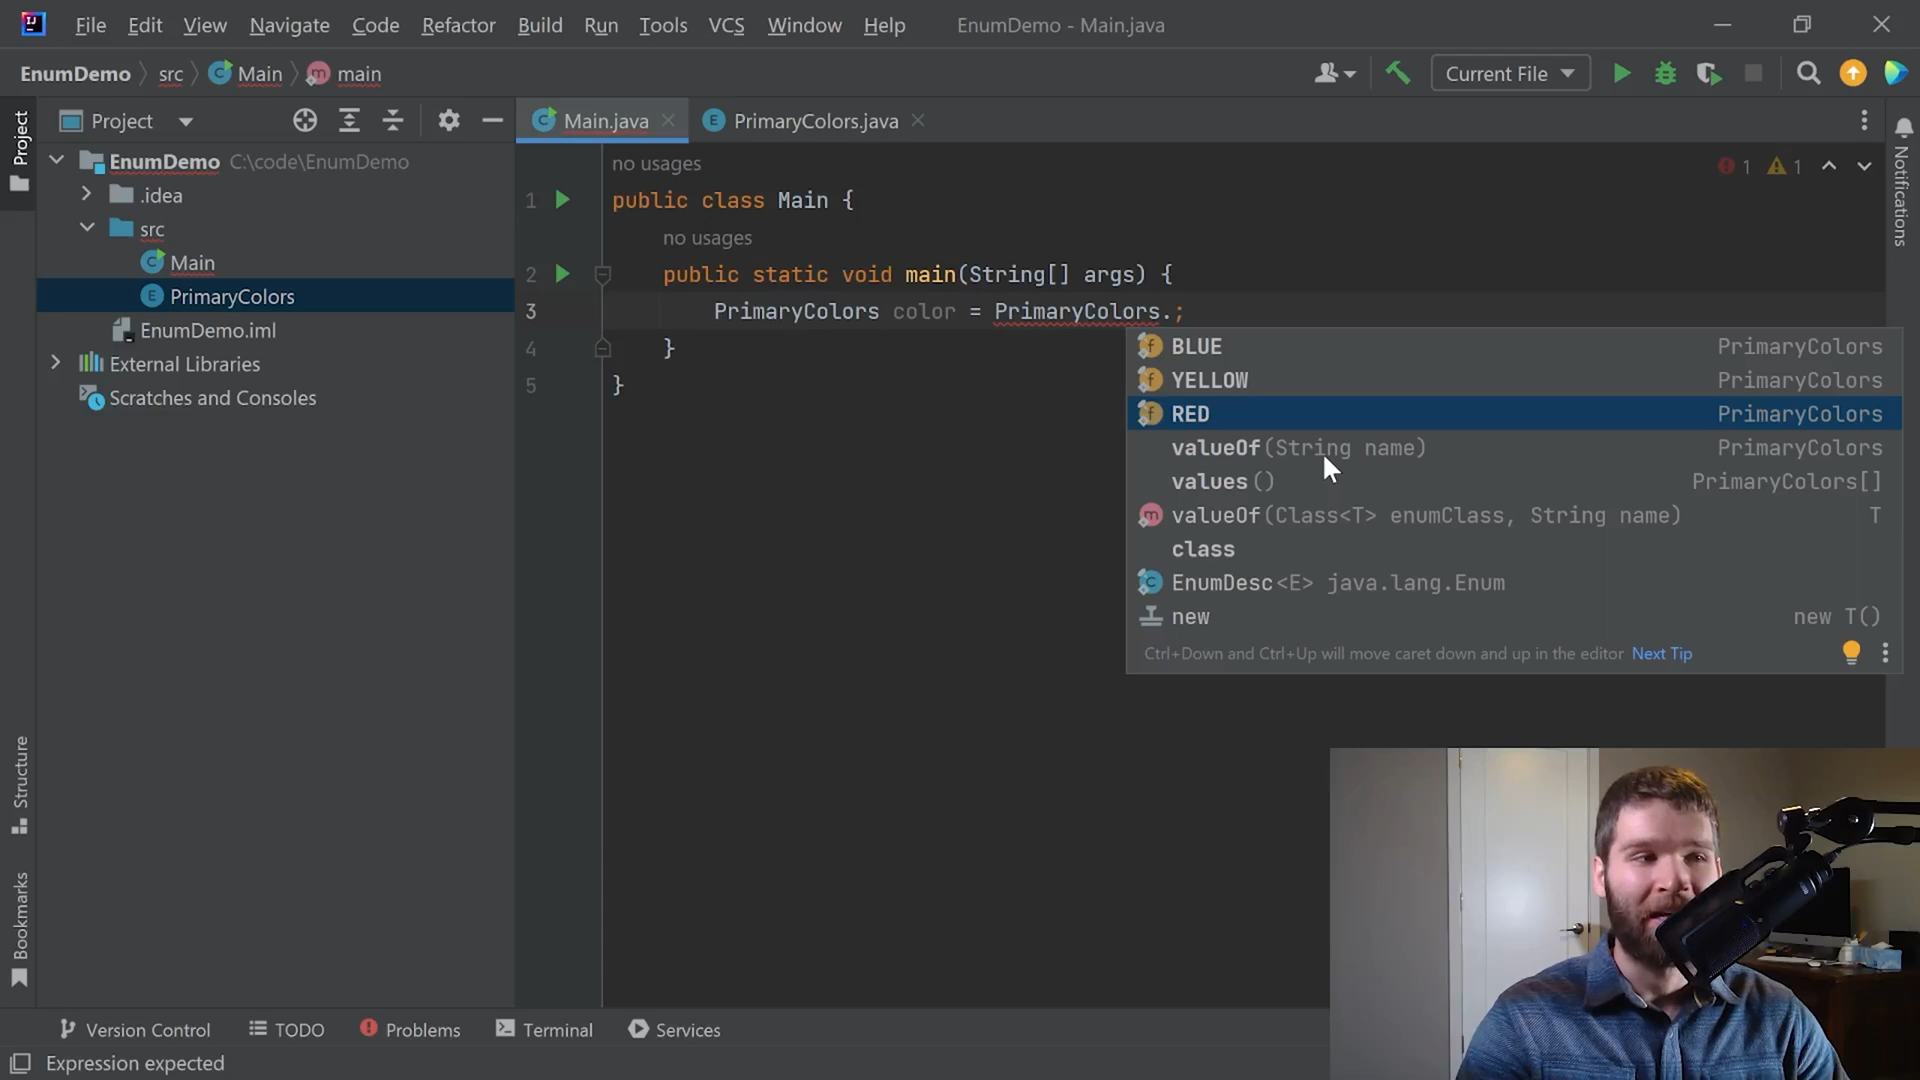 File Edit View Navigate Code Refactor Build Run Tools VCS Window Help EnumDemo - Main.java
EnumDemo src Main main Current File
Project
Project
EnumDemo C:\code\EnumDemo
.idea
src
Main
PrimaryColors
EnumDemo.iml
External Libraries
Scratches and Consoles
Structure
Bookmarks
Main.java PrimaryColors.java
Notifications
no usages
1 1
1 public class Main {
no usages
2 public static void main(String[] args) {
3 PrimaryColors color = PrimaryColors.;
4 }
5 }
BLUE PrimaryColors
YELLOW PrimaryColors
RED PrimaryColors
valueOf(String name) PrimaryColors
values() PrimaryColors[]
valueOf(Class<T> enumClass, String name) T
class
EnumDesc<E> java.lang.Enum
new new T()
Ctrl+Down and Ctrl+Up will move caret down and up in the editor Next Tip
Version Control TODO Problems Terminal Services
Expression expected